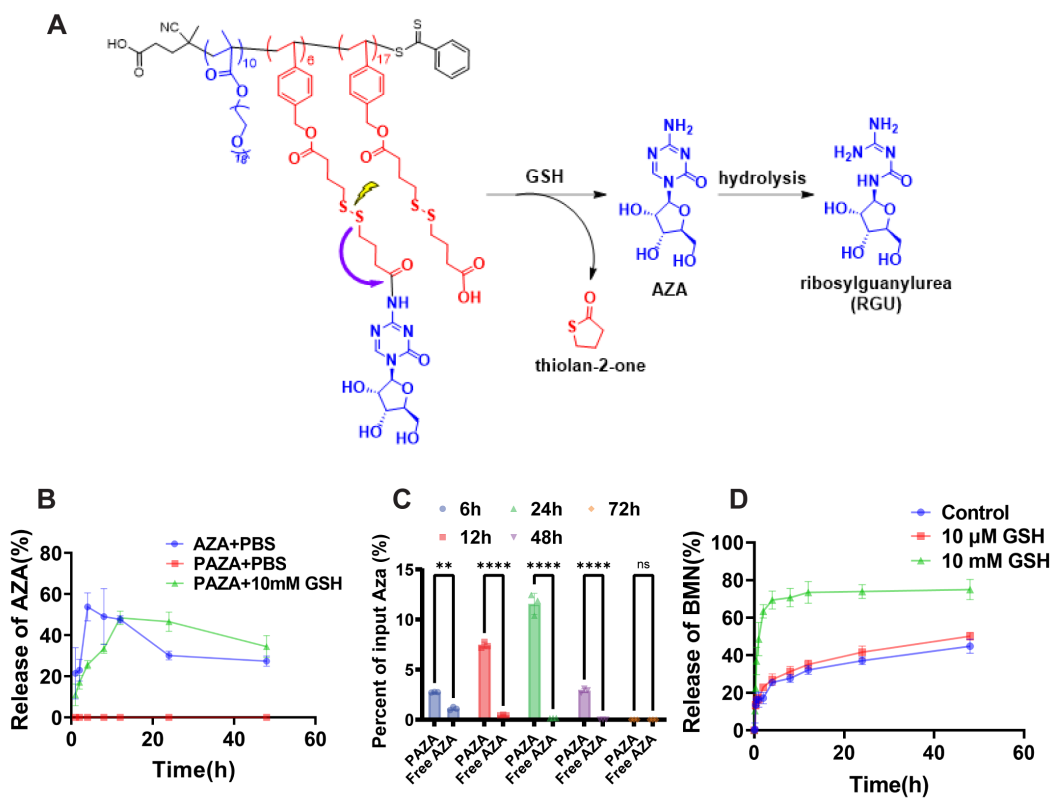 A
NC
HO
O
10
6
17
S
S
O
O
O
18
O
O
O
O
S
S
S
S
O
O
OH
NH
N
N
N
O
HO
O
HO
HO
GSH
O
S
thiolan-2-one
NH₂
N
N
N
O
HO
O
HO
HO
AZA
hydrolysis
NH₂
H₂N
N
HN
O
HO
O
HO
HO
ribosylguanylurea
(RGU)
B
Release of AZA(%)
80
60
40
20
0
0
20
40
60
Time(h)
AZA+PBS
PAZA+PBS
PAZA+10mM GSH
C
6h
24h
72h
12h
48h
Percent of input Aza (%)
15
10
5
0
**
****
****
****
ns
PAZA
Free AZA
PAZA
Free AZA
PAZA
Free AZA
PAZA
Free AZA
PAZA
Free AZA
D
Control
10 µM GSH
10 mM GSH
Release of BMN(%)
100
80
60
40
20
0
0
20
40
60
Time(h)